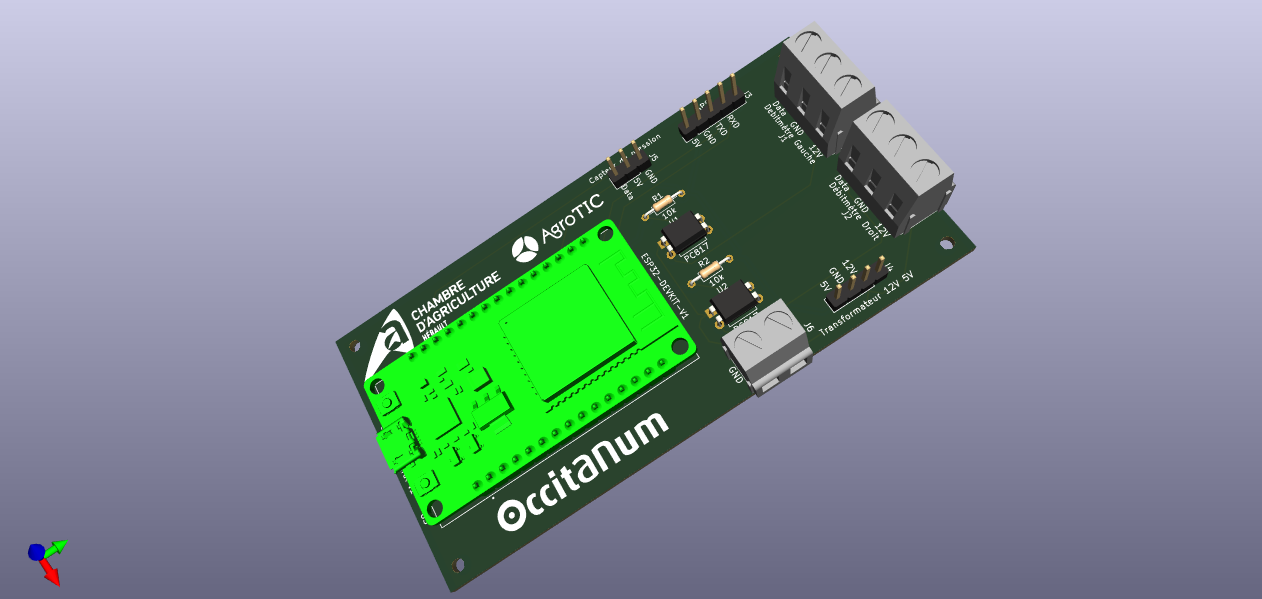 J3
RXD
TXD
GND
5V
Data GND 12V
Débitmètre Gauche
J1
J5
GND
5V
Data
Data GND 12V
Débitmètre Droit
J2
R1
10k
PC817
R2
10k
U2
AgroTIC
CHAMBRE
D'AGRICULTURE
HÉRAULT
ESP32-DEVKIT-V1
J4
12V
GND
5V
Transformateur 12V 5V
J6
GND
OccitaNum